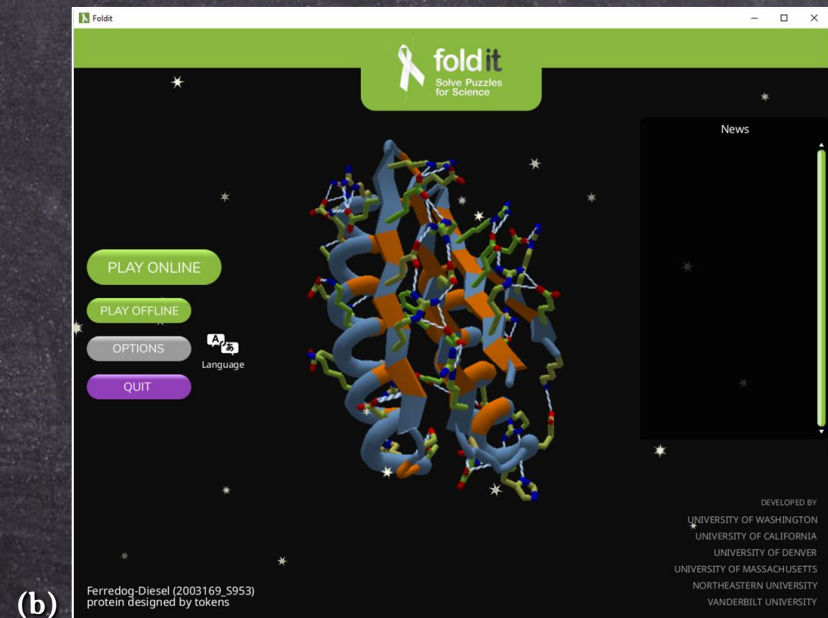 Foldit
foldit
Solve Puzzles
for Science
News
PLAY ONLINE
PLAY OFFLINE
OPTIONS
A あ
Language
QUIT
DEVELOPED BY
UNIVERSITY OF WASHINGTON
UNIVERSITY OF CALIFORNIA
UNIVERSITY OF DENVER
UNIVERSITY OF MASSACHUSETTS
NORTHEASTERN UNIVERSITY
VANDERBILT UNIVERSITY
Ferredog-Diesel (2003169_S953)
protein designed by tokens
(b)